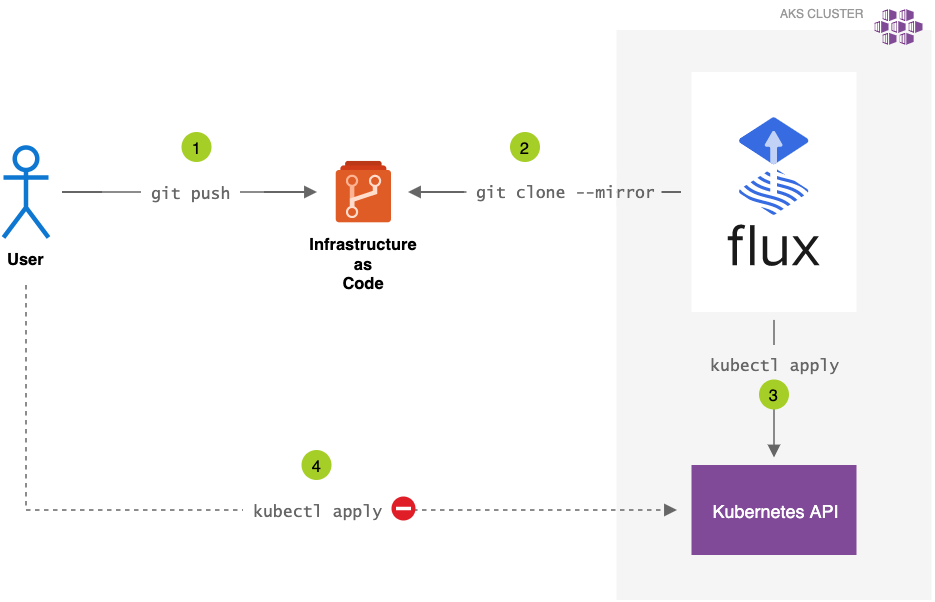 AKS CLUSTER
1
2
git push
git clone --mirror
Infrastructure
as
Code
User
flux
kubectl apply
3
4
kubectl apply
Kubernetes API